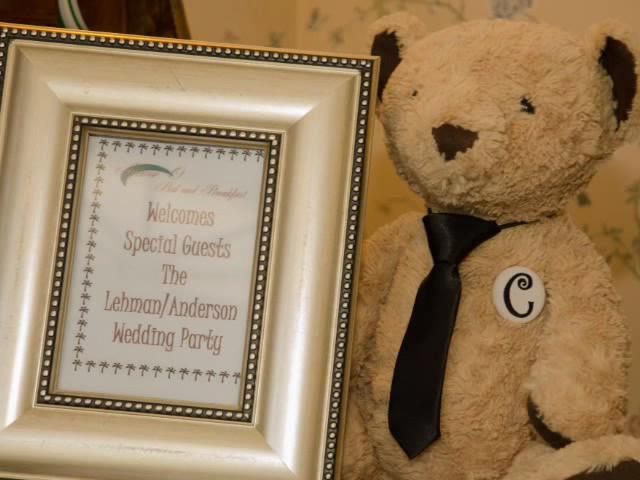 Bed and Breakfast
Welcomes
Special Guests
The
Lehman/Anderson
Wedding Party
C